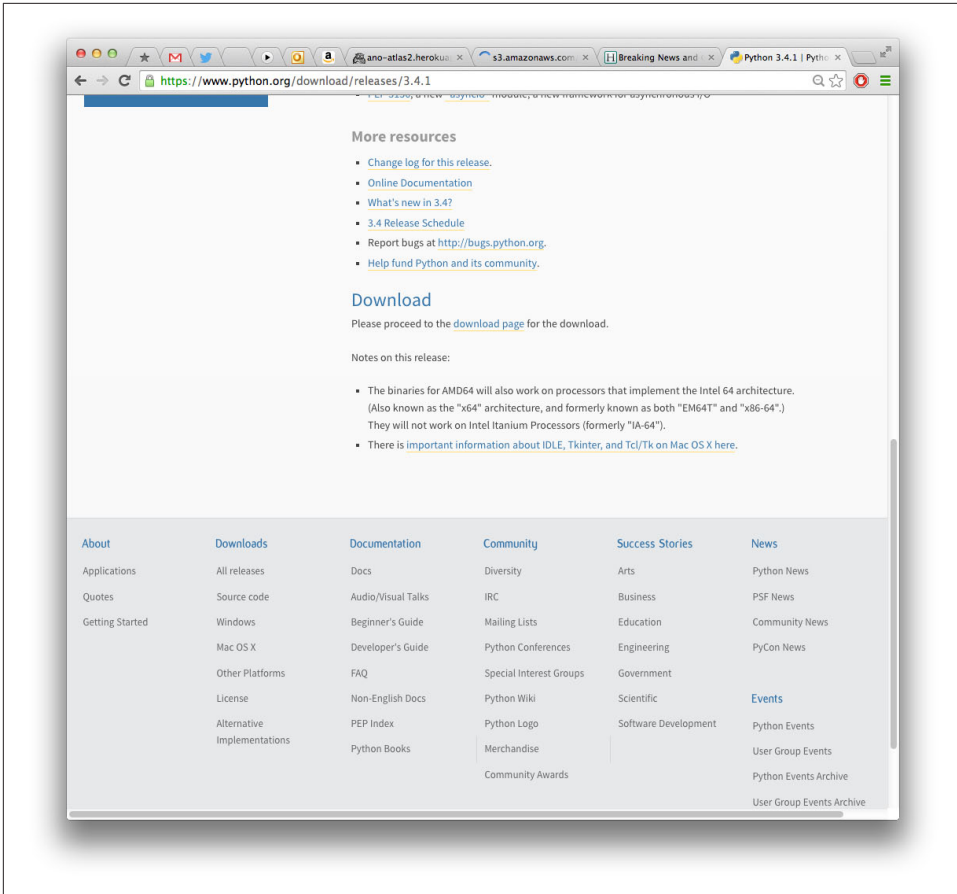 ano-atlas2.herokua
s3.amazonaws.com
Breaking News and
Python 3.4.1 | Pytho
https://www.python.org/download/releases/3.4.1
More resources
Change log for this release.
Online Documentation
What's new in 3.4?
3.4 Release Schedule
Report bugs at http://bugs.python.org.
Help fund Python and its community.
Download
Please proceed to the download page for the download.
Notes on this release:
The binaries for AMD64 will also work on processors that implement the Intel 64 architecture.
(Also known as the "x64" architecture, and formerly known as both "EM64T" and "x86-64".)
They will not work on Intel Itanium Processors (formerly "IA-64").
There is important information about IDLE, Tkinter, and Tcl/Tk on Mac OS X here.
About
Applications
Quotes
Getting Started
Downloads
All releases
Source code
Windows
Mac OS X
Other Platforms
License
Alternative
Implementations
Documentation
Docs
Audio/Visual Talks
Beginner's Guide
Developer's Guide
FAQ
Non-English Docs
PEP Index
Python Books
Community
Diversity
IRC
Mailing Lists
Python Conferences
Special Interest Groups
Python Wiki
Python Logo
Merchandise
Community Awards
Success Stories
Arts
Business
Education
Engineering
Government
Scientific
Software Development
News
Python News
PSF News
Community News
PyCon News
Events
Python Events
User Group Events
Python Events Archive
User Group Events Archive